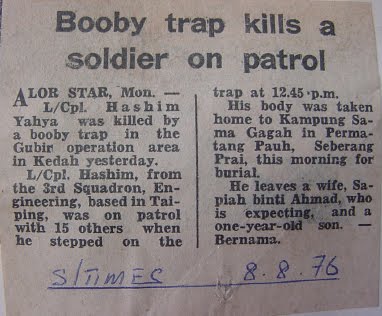 Booby trap kills a
soldier on patrol
ALOR STAR, Mon. —
L/Cpl. Hashim
Yahya was killed by
a booby trap in the
Gubir operation area
in Kedah yesterday.
L/Cpl. Hashim, from
the 3rd Squadron, En-
gineering, based in Tai-
ping, was on patrol
with 15 others when
he stepped on the
trap at 12.45 p.m.
His body was taken
home to Kampung Sa-
ma Gagah in Perma-
tang Pauh, Seberang
Prai, this morning for
burial.
He leaves a wife, Sa-
piah binti Ahmad, who
is expecting, and a
one-year-old son. —
Bernama.
S/TIMES 8.8.76